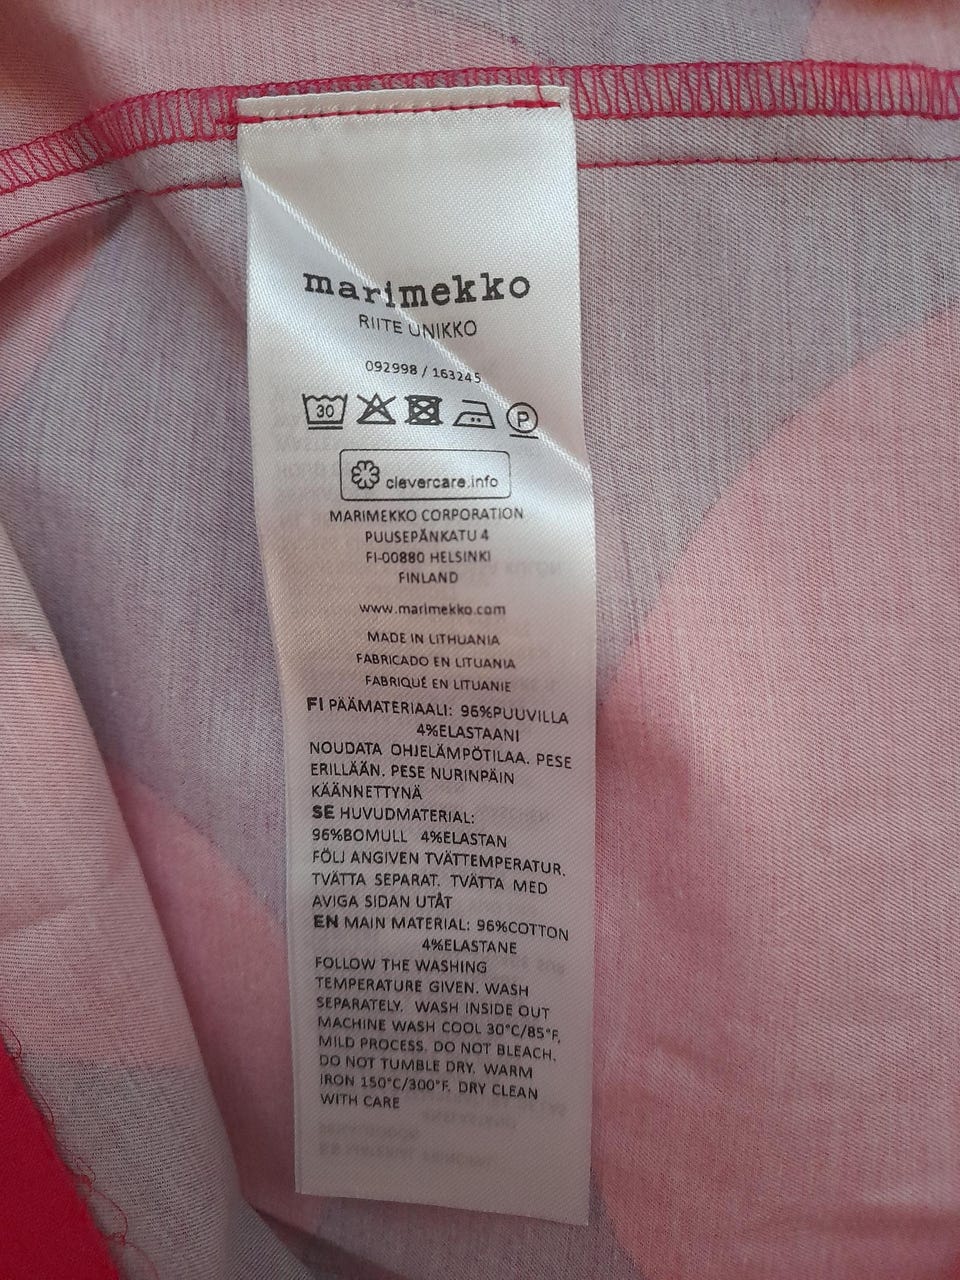 marimekko
RIITE UNIKKO
092998 / 163245
30 P
clevercare.info
MARIMEKKO CORPORATION
PUUSEPÄNKATU 4
FI-00880 HELSINKI
FINLAND
www.marimekko.com
MADE IN LITHUANIA
FABRICADO EN LITUANIA
FABRIQUÉ EN LITUANIE
FI PÄÄMATERIAALI: 96%PUUVILLA
4%ELASTAANI
NOUDATA OHJELÄMPÖTILAA. PESE
ERILLÄÄN. PESE NURINPÄIN
KÄÄNNETTYNÄ
SE HUVUDMATERIAL:
96%BOMULL 4%ELASTAN
FÖLJ ANGIVEN TVÄTTEMPERATUR.
TVÄTTA SEPARAT. TVÄTTA MED
AVIGA SIDAN UTÅT
EN MAIN MATERIAL: 96%COTTON
4%ELASTANE
FOLLOW THE WASHING
TEMPERATURE GIVEN. WASH
SEPARATELY. WASH INSIDE OUT
MACHINE WASH COOL 30°C/85°F,
MILD PROCESS. DO NOT BLEACH.
DO NOT TUMBLE DRY. WARM
IRON 150°C/300°F. DRY CLEAN
WITH CARE